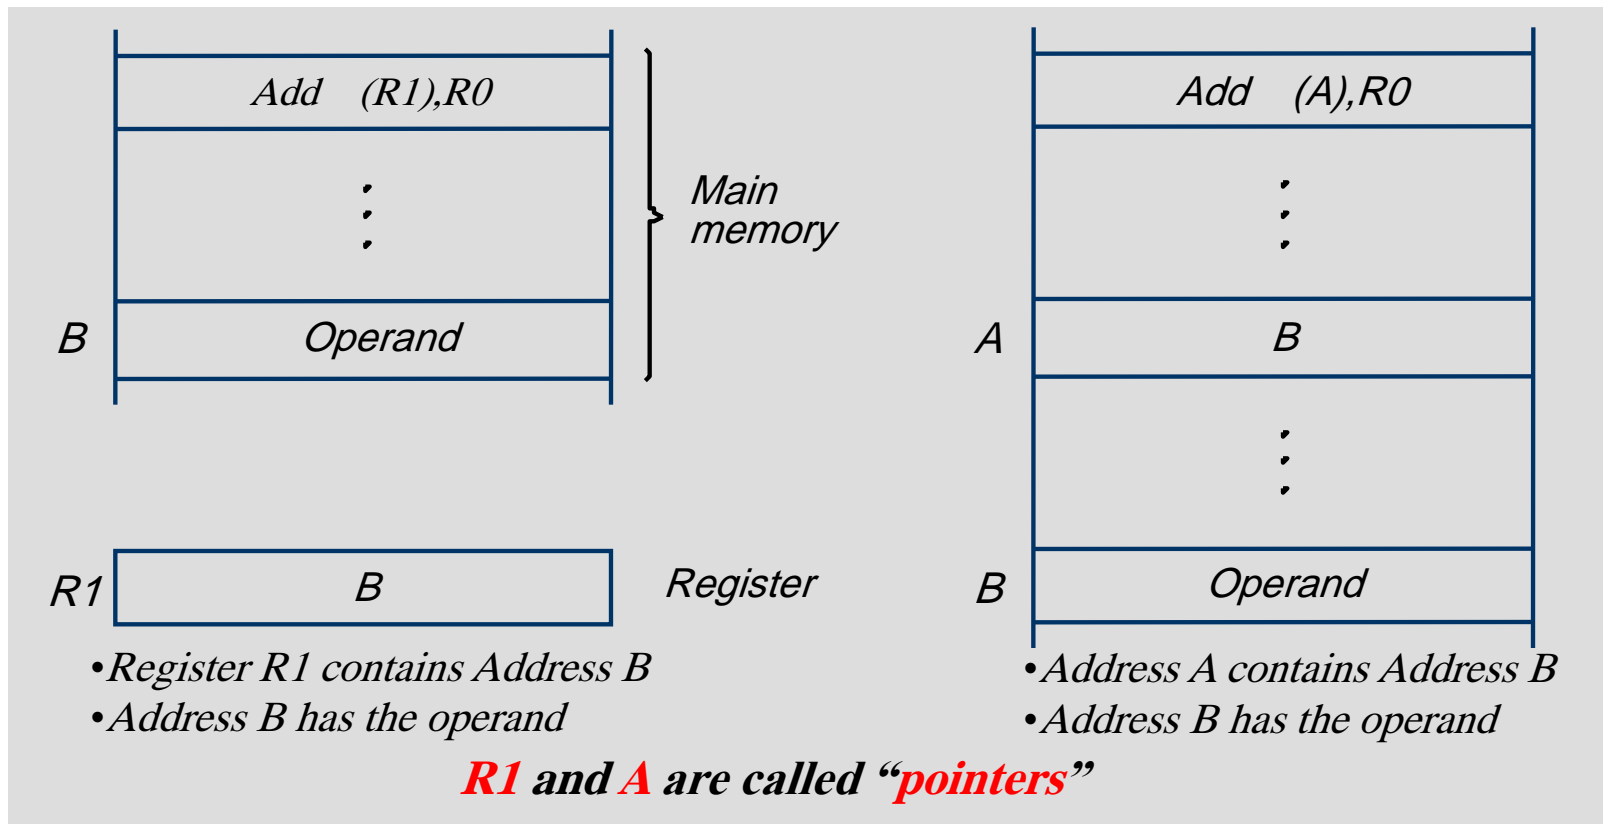 Add (R1),R0
Main
memory
B
Operand
R1
B
Register
•Register R1 contains Address B
•Address B has the operand
Add (A),R0
A
B
B
Operand
•Address A contains Address B
•Address B has the operand
R1 and A are called “pointers”